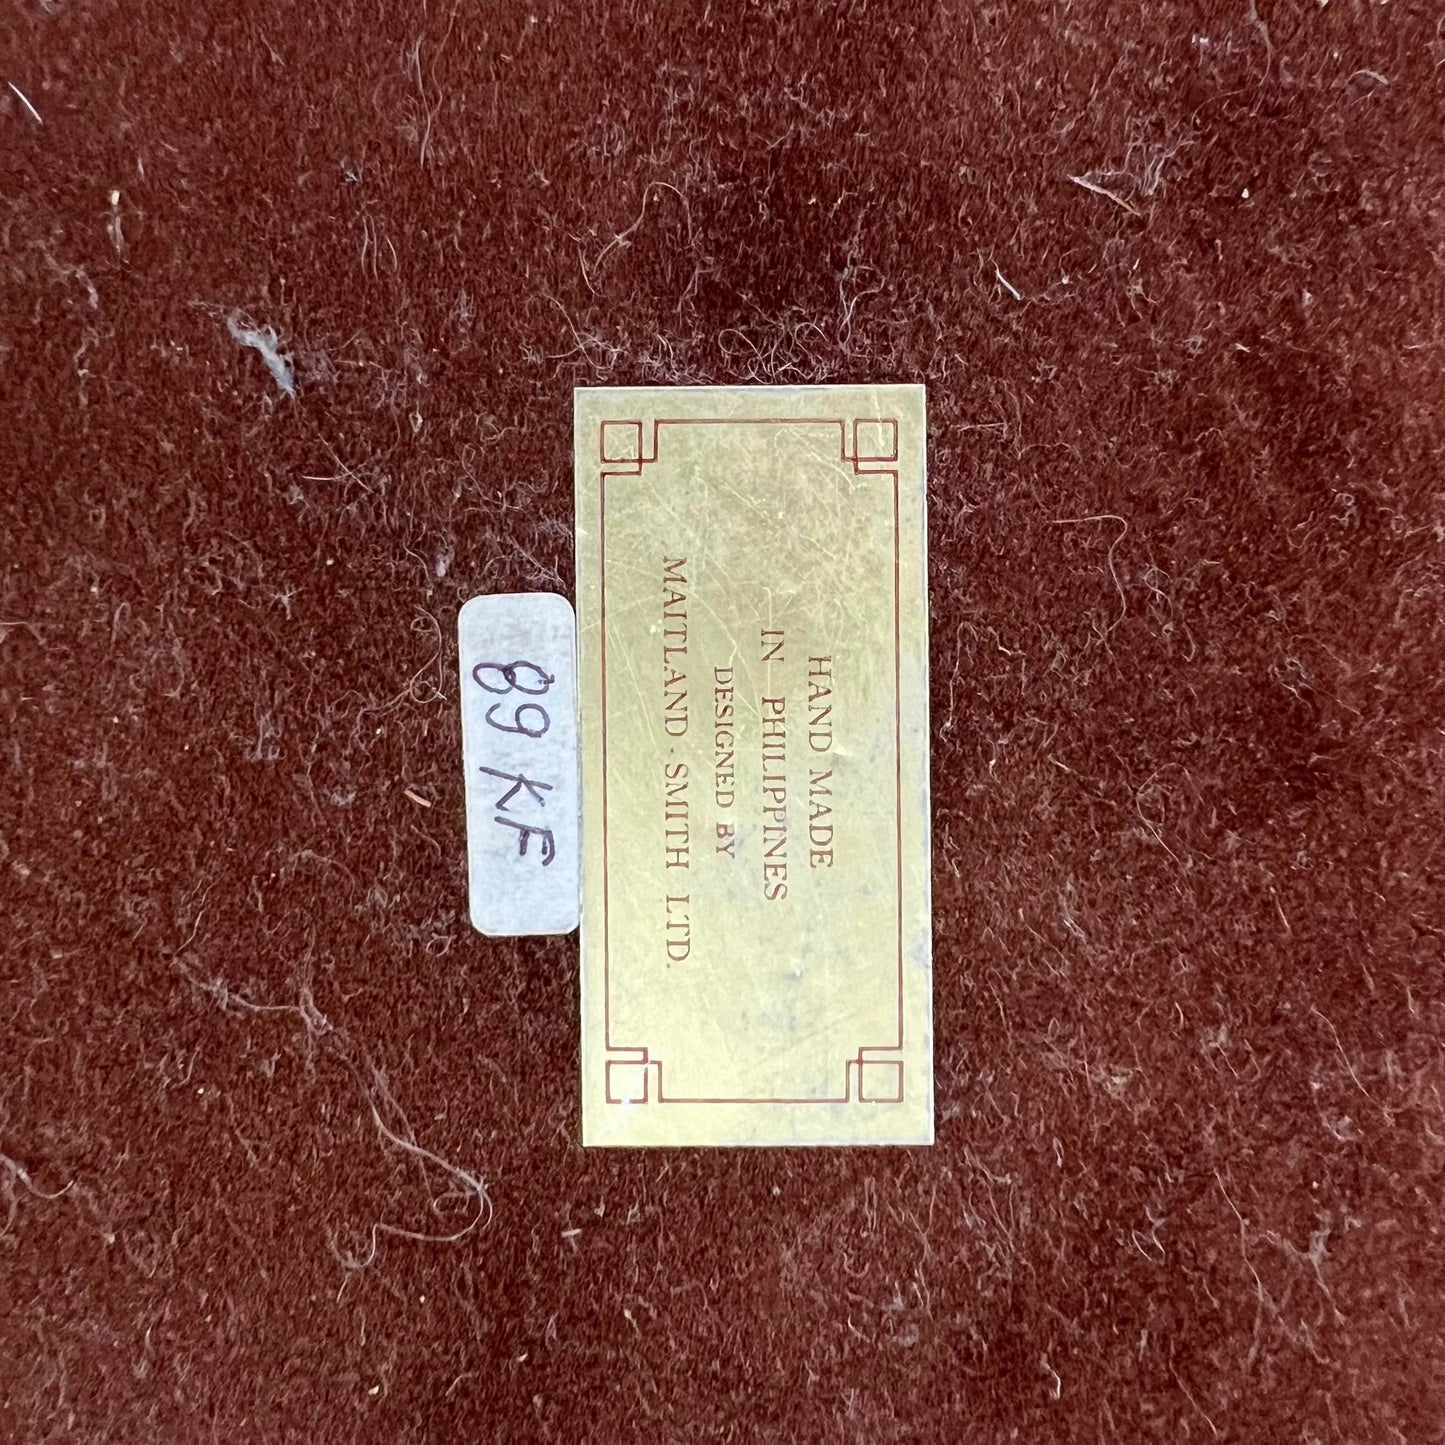 HAND MADE
IN PHILIPPINES
DESIGNED BY
MAITLAND-SMITH LTD.
89 KF